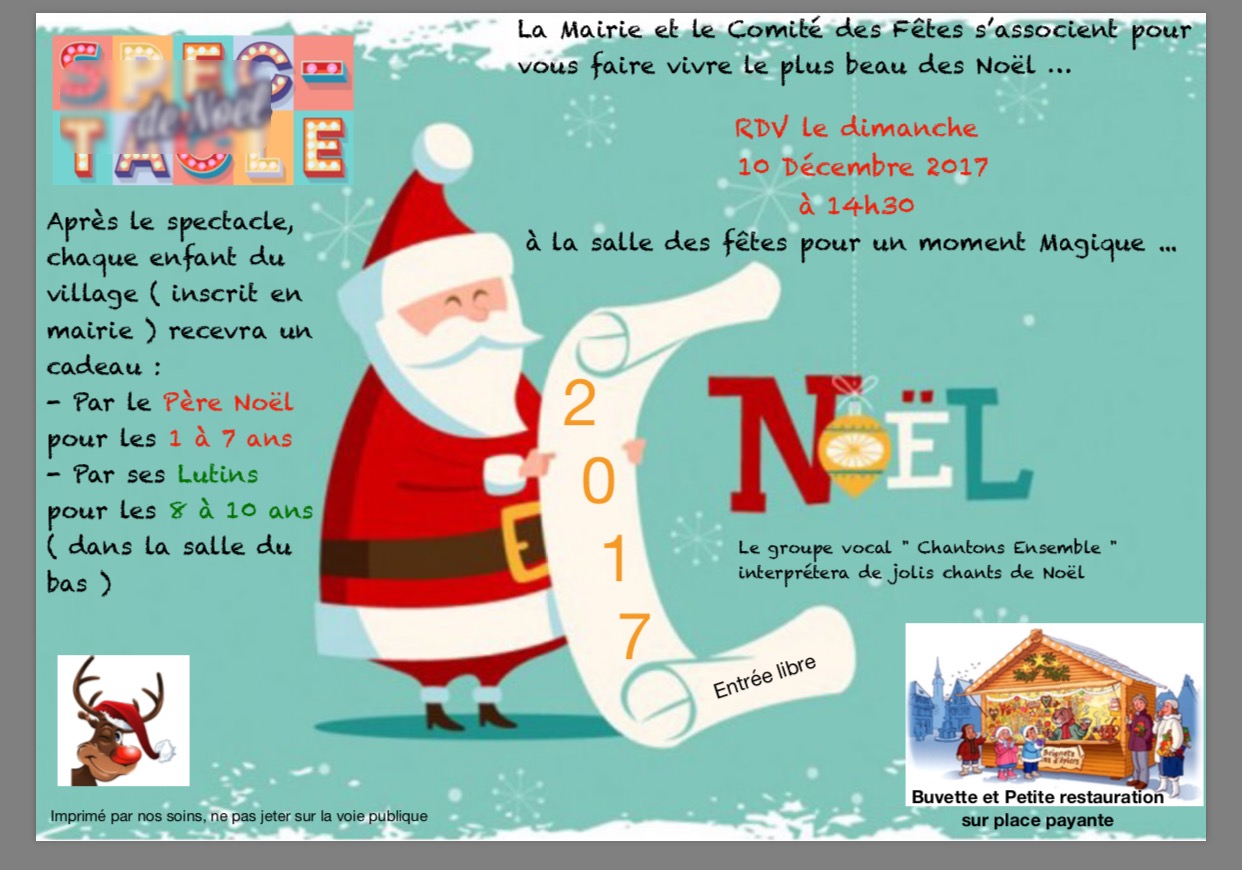 SPEC-
TACLE
de Noël
La Mairie et le Comité des Fêtes s'associent pour
vous faire vivre le plus beau des Noël ...
RDV le dimanche
10 Décembre 2017
à 14h30
à la salle des fêtes pour un moment Magique ...
Après le spectacle,
chaque enfant du
village ( inscrit en
mairie ) recevra un
cadeau :
- Par le Père Noël
pour les 1 à 7 ans
- Par ses Lutins
pour les 8 à 10 ans
( dans la salle du
bas )
2
0
1
7
NOËL
Le groupe vocal " Chantons Ensemble "
interprétera de jolis chants de Noël
Entrée libre
Beignets
Buvette et Petite restauration
sur place payante
Imprimé par nos soins, ne pas jeter sur la voie publique